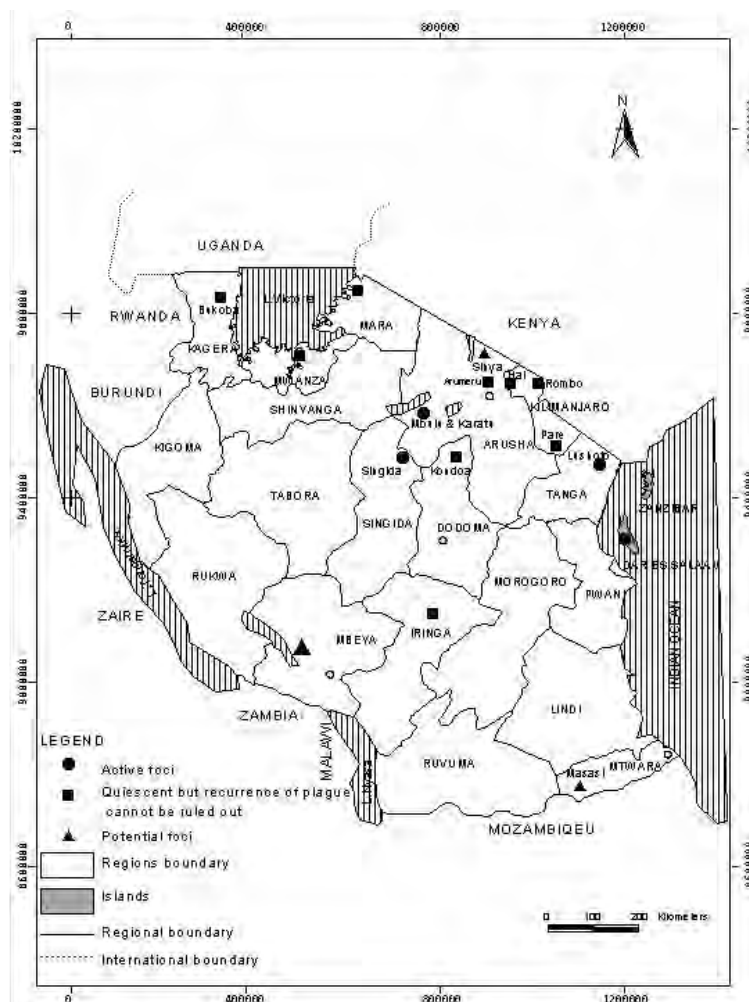 0 400000 800000 1200000
N
10200000
UGANDA
L.Victoria
RWANDA
Bukoba
MARA
KENYA
KAGERA
MWANZA
Siiya
Hai
Arumeru
Rombo
BURUNDI
SHINYANGA
KILIMANJARO
Mbulu & Karatu
KIGOMA
ARUSHA
Pare
Lushoto
Singida
Kondoa
TABORA
TANGA
SINGIDA
DODOMA
ZANZIBAR
DAR ES SALAAM
RUKWA
MOROGORO
PWANI
ZAIRE
MBEYA
IRINGA
INDIAN OCEAN
ZAMBIA
MALAWI
LINDI
RUVUMA
L.Nyasa
Masasi
MTWARA
MOZAMBIQEU
LEGEND
Active foci
Quiescent but recurrence of plague
cannot be ruled out
Potential foci
Regions boundary
Islands
Regional boundary
International boundary
0 100 200 Kilometers
0 400000 800000 1200000